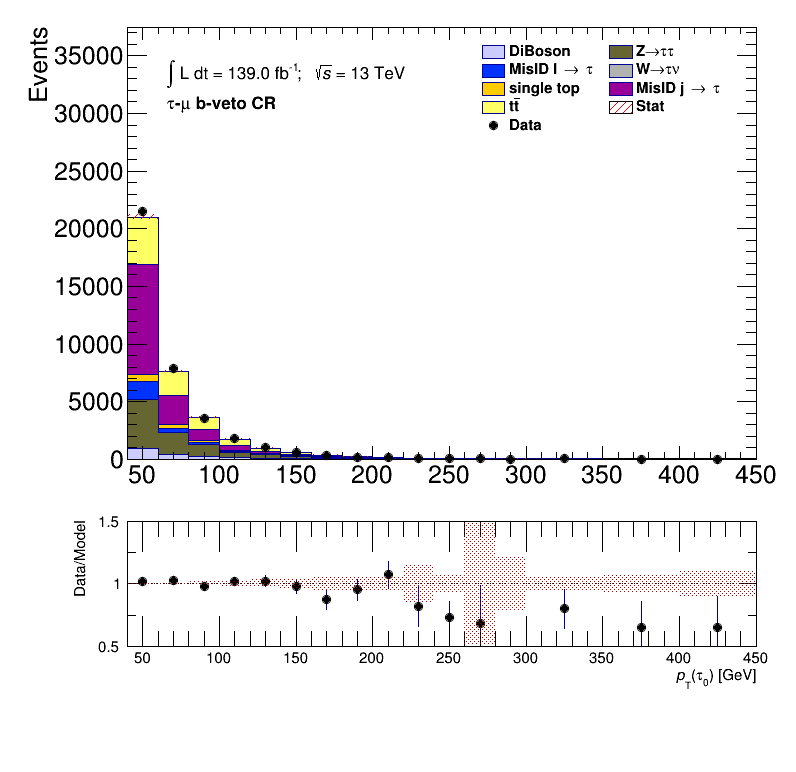 Events
35000
30000
25000
20000
15000
10000
5000
0
∫ L dt = 139.0 fb⁻¹; √s = 13 TeV
τ-μ b-veto CR
DiBoson
Z→ττ
MisID l → τ
W→τν
single top
MisID j → τ
tt̄
Stat
Data
50 100 150 200 250 300 350 400 450
Data/Model
1.5
1
0.5
50 100 150 200 250 300 350 400 450
p_T(τ_0) [GeV]